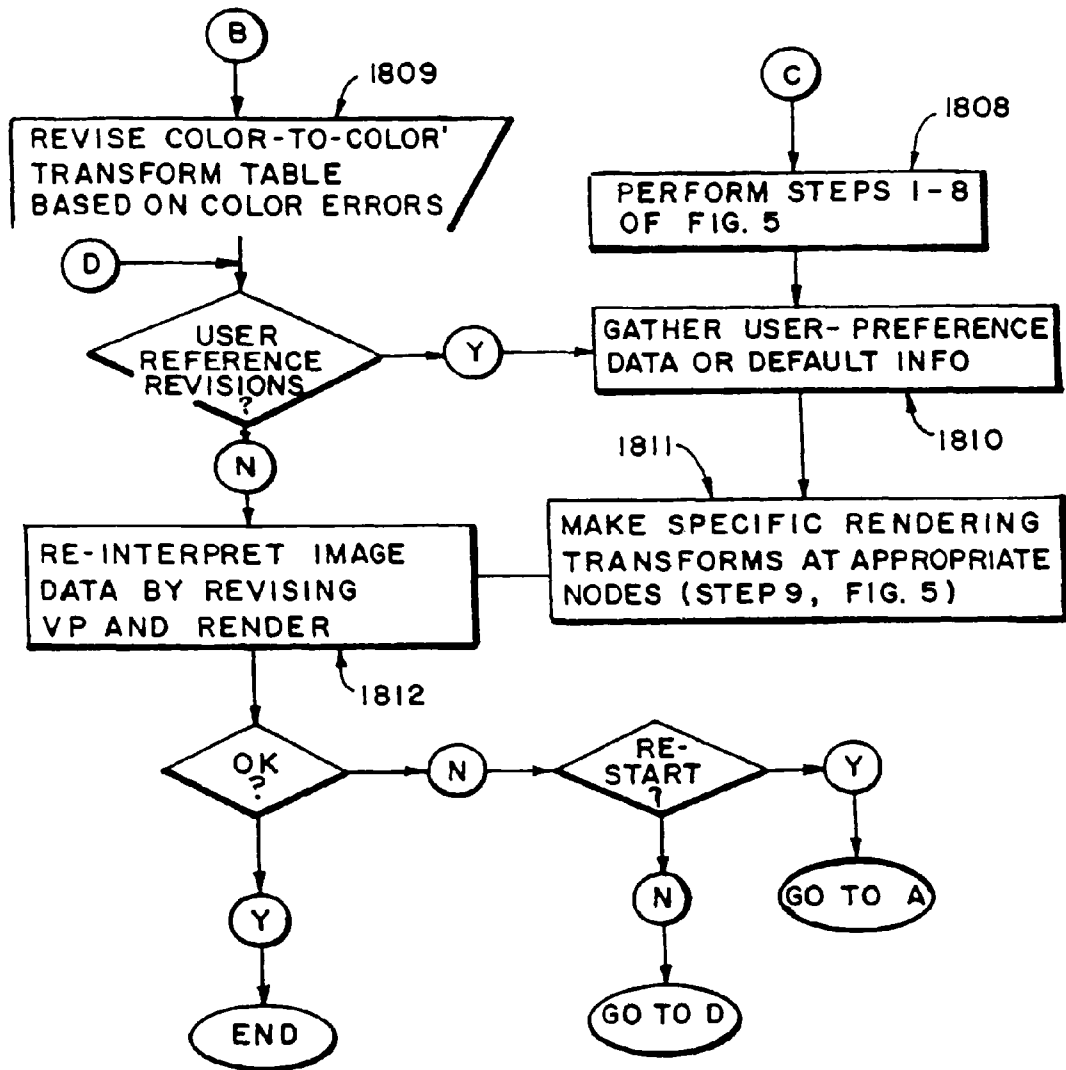 B
1809
REVISE COLOR-TO-COLOR'
TRANSFORM TABLE
BASED ON COLOR ERRORS
D
USER
REFERENCE
REVISIONS
?
Y
N
C
1808
PERFORM STEPS 1-8
OF FIG. 5
GATHER USER-PREFERENCE
DATA OR DEFAULT INFO
1810
1811
MAKE SPECIFIC RENDERING
TRANSFORMS AT APPROPRIATE
NODES (STEP 9, FIG. 5)
RE-INTERPRET IMAGE
DATA BY REVISING
VP AND RENDER
1812
OK
?
N
RE-
START
?
Y
GO TO A
Y
N
END
GO TO D